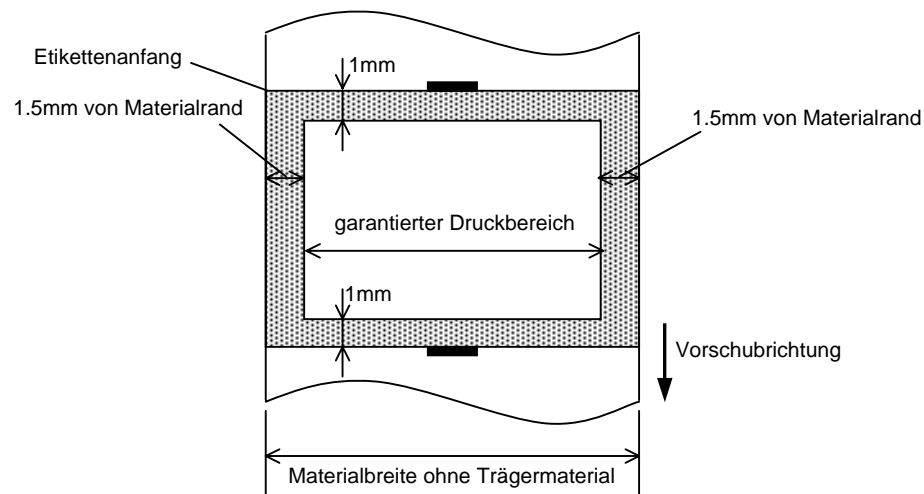 Etikettenanfang
1mm
1.5mm von Materialrand
1.5mm von Materialrand
garantierter Druckbereich
1mm
Vorschubrichtung
Materialbreite ohne Trägermaterial